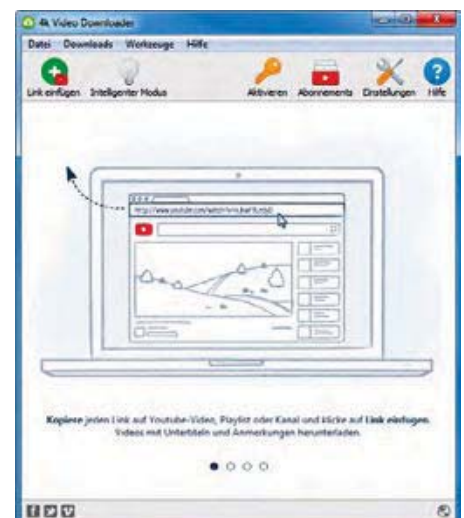 4k Video Downloader
Datei Downloads Werkzeuge Hilfe
Link einfügen Intelligenter Modus Aktivieren Abonnements Einstellungen Hilfe
Kopiere jeden Link auf Youtube-Video, Playlist oder Kanal und klicke auf Link einfügen.
Videos mit Untertiteln und Anmerkungen herunterladen.